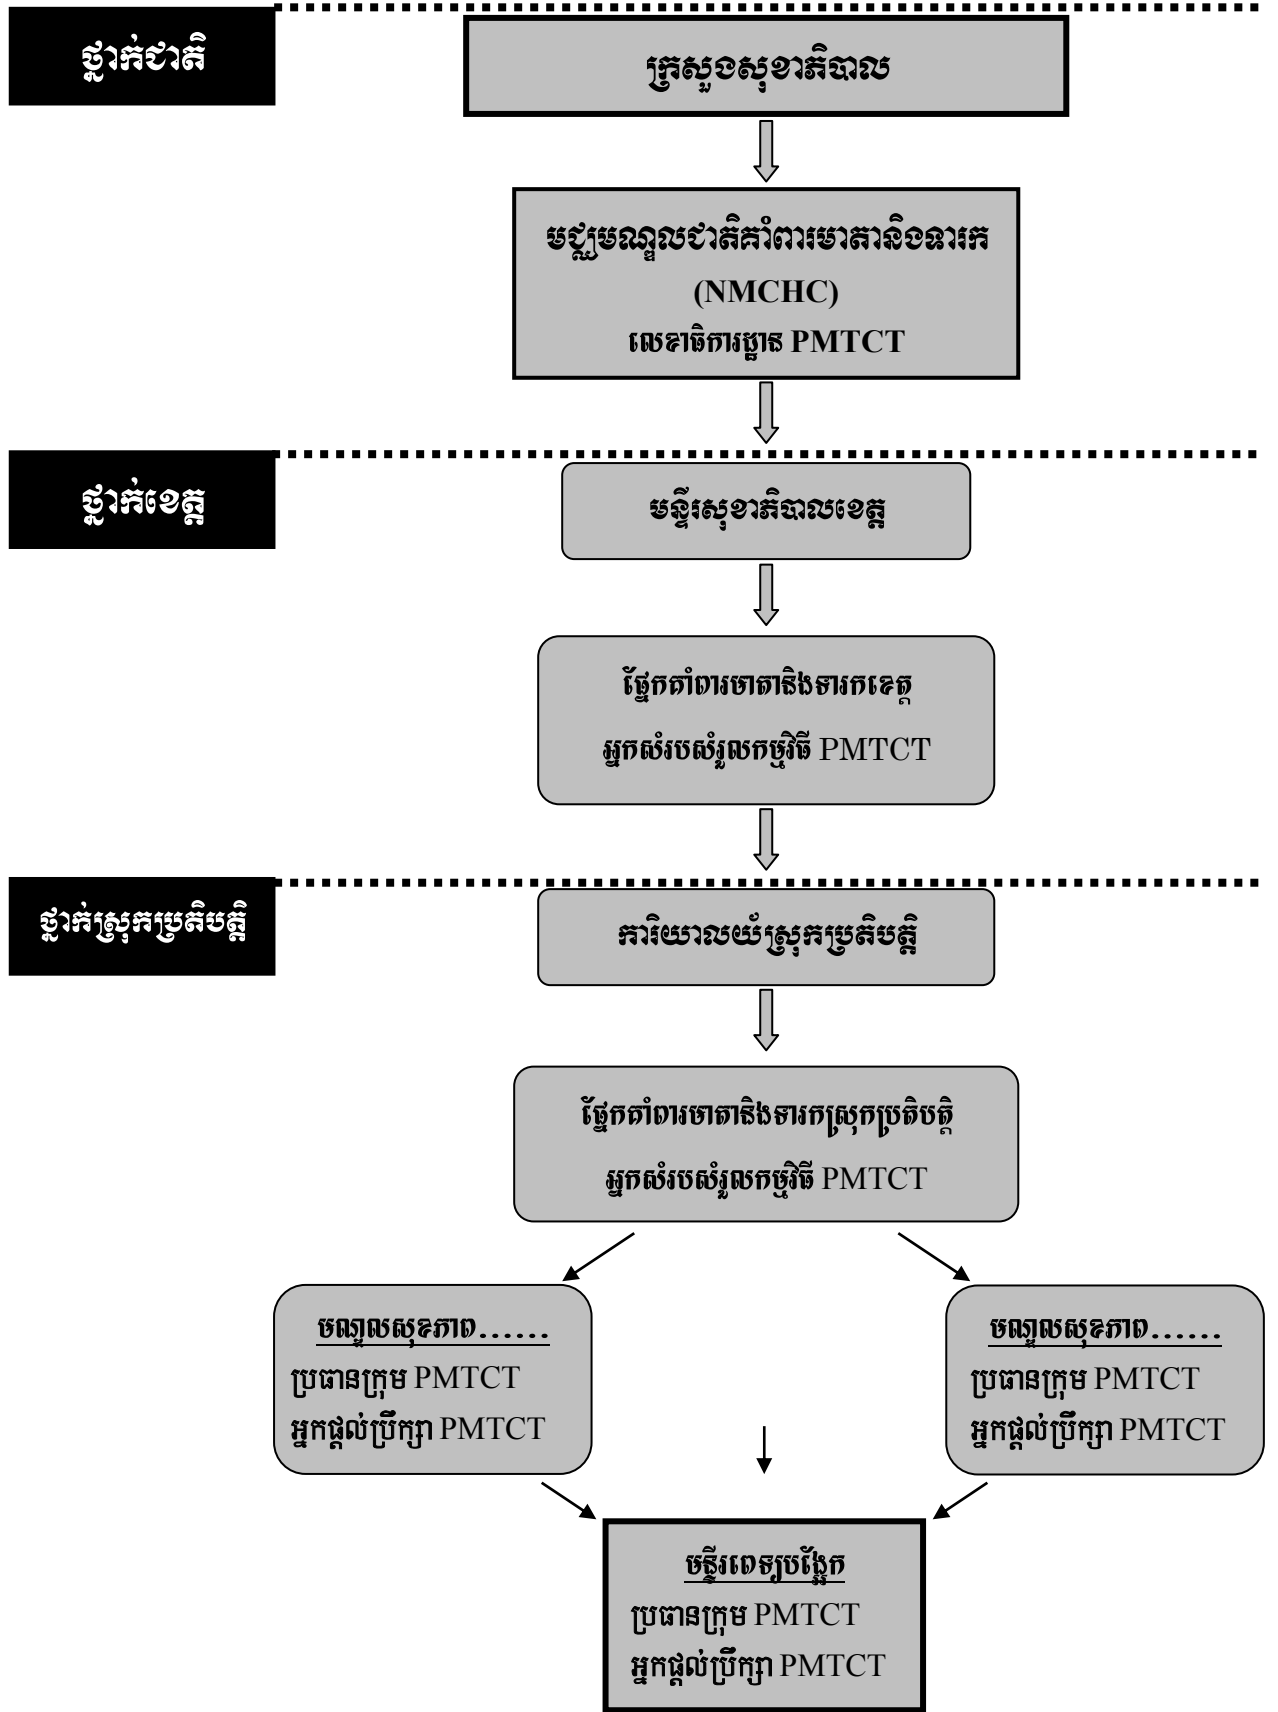 ថ្នាក់ជាតិ
ក្រសួងសុខាភិបាល
មជ្ឈមណ្ឌលជាតិគាំពារមាតានិងទារក
(NMCHC)
លេខាធិការដ្ឋាន PMTCT
ថ្នាក់ខេត្ត
មន្ទីរសុខាភិបាលខេត្ត
ផ្នែកគាំពារមាតានិងទារកខេត្ត
អ្នកសំរបសំរួលកម្មវិធី PMTCT
ថ្នាក់ស្រុកប្រតិបត្តិ
ការិយាលយ័ស្រុកប្រតិបត្តិ
ផ្នែកគាំពារមាតានិងទារកស្រុកប្រតិបត្តិ
អ្នកសំរបសំរួលកម្មវិធី PMTCT
មណ្ឌលសុខភាព......
ប្រធានក្រុម PMTCT
អ្នកផ្តល់ប្រឹក្សា PMTCT
មណ្ឌលសុខភាព......
ប្រធានក្រុម PMTCT
អ្នកផ្តល់ប្រឹក្សា PMTCT
មន្ទីរពេទ្យបង្អែក
ប្រធានក្រុម PMTCT
អ្នកផ្តល់ប្រឹក្សា PMTCT